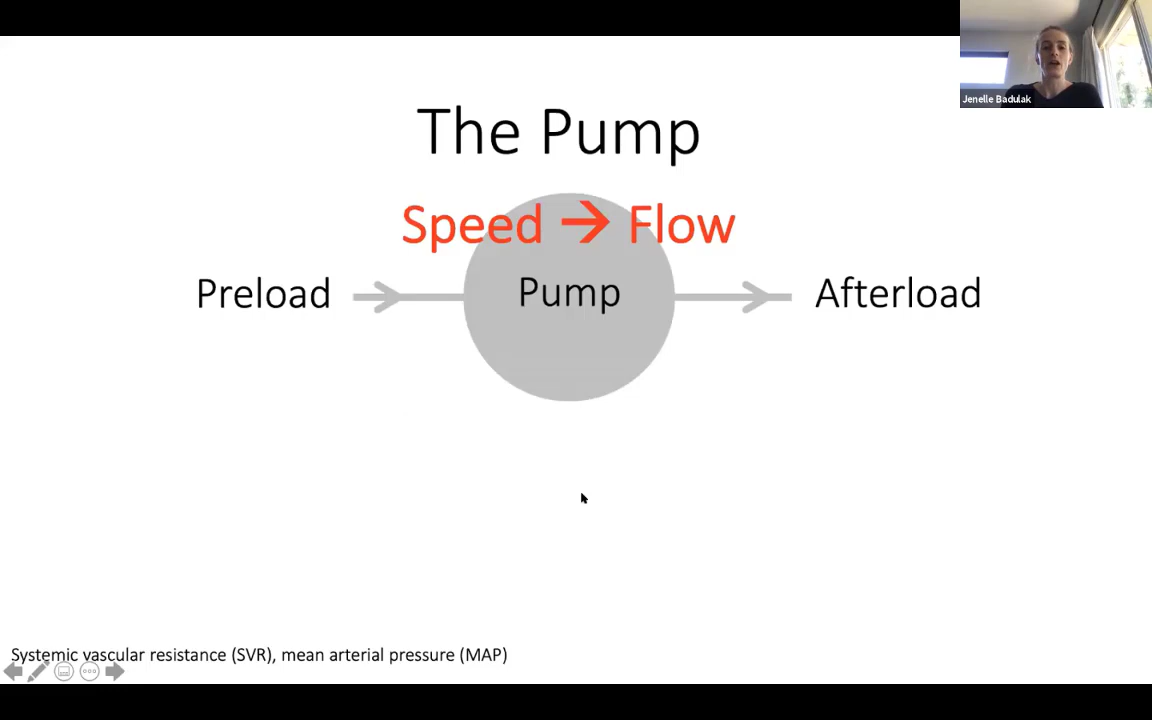 Jenelle Badulak
The Pump
Speed → Flow
Preload
Pump
Afterload
Systemic vascular resistance (SVR), mean arterial pressure (MAP)